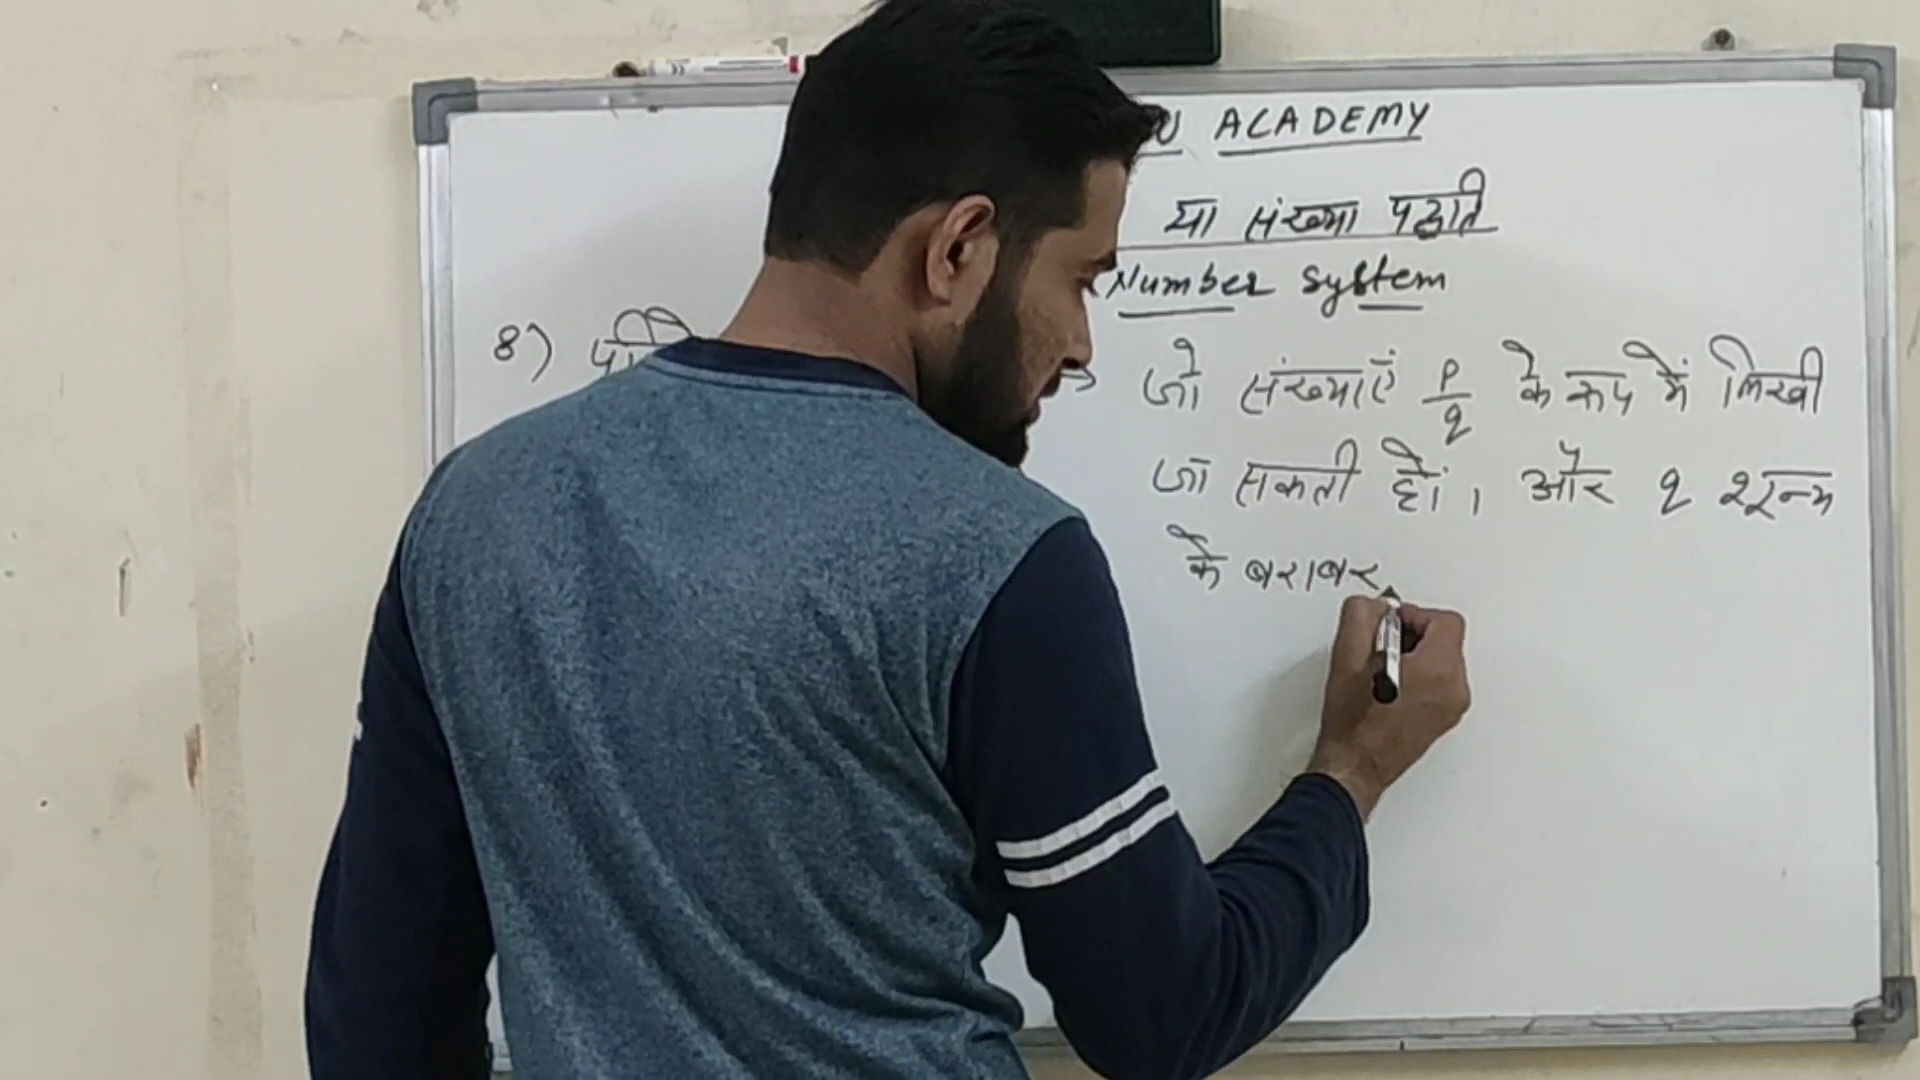 ACADEMY
या संख्या पद्धति
Number System
8)
→ जो संख्याएँ p/q के रूप में लिखी
जा सकती हों। और q शून्य
के बराबर